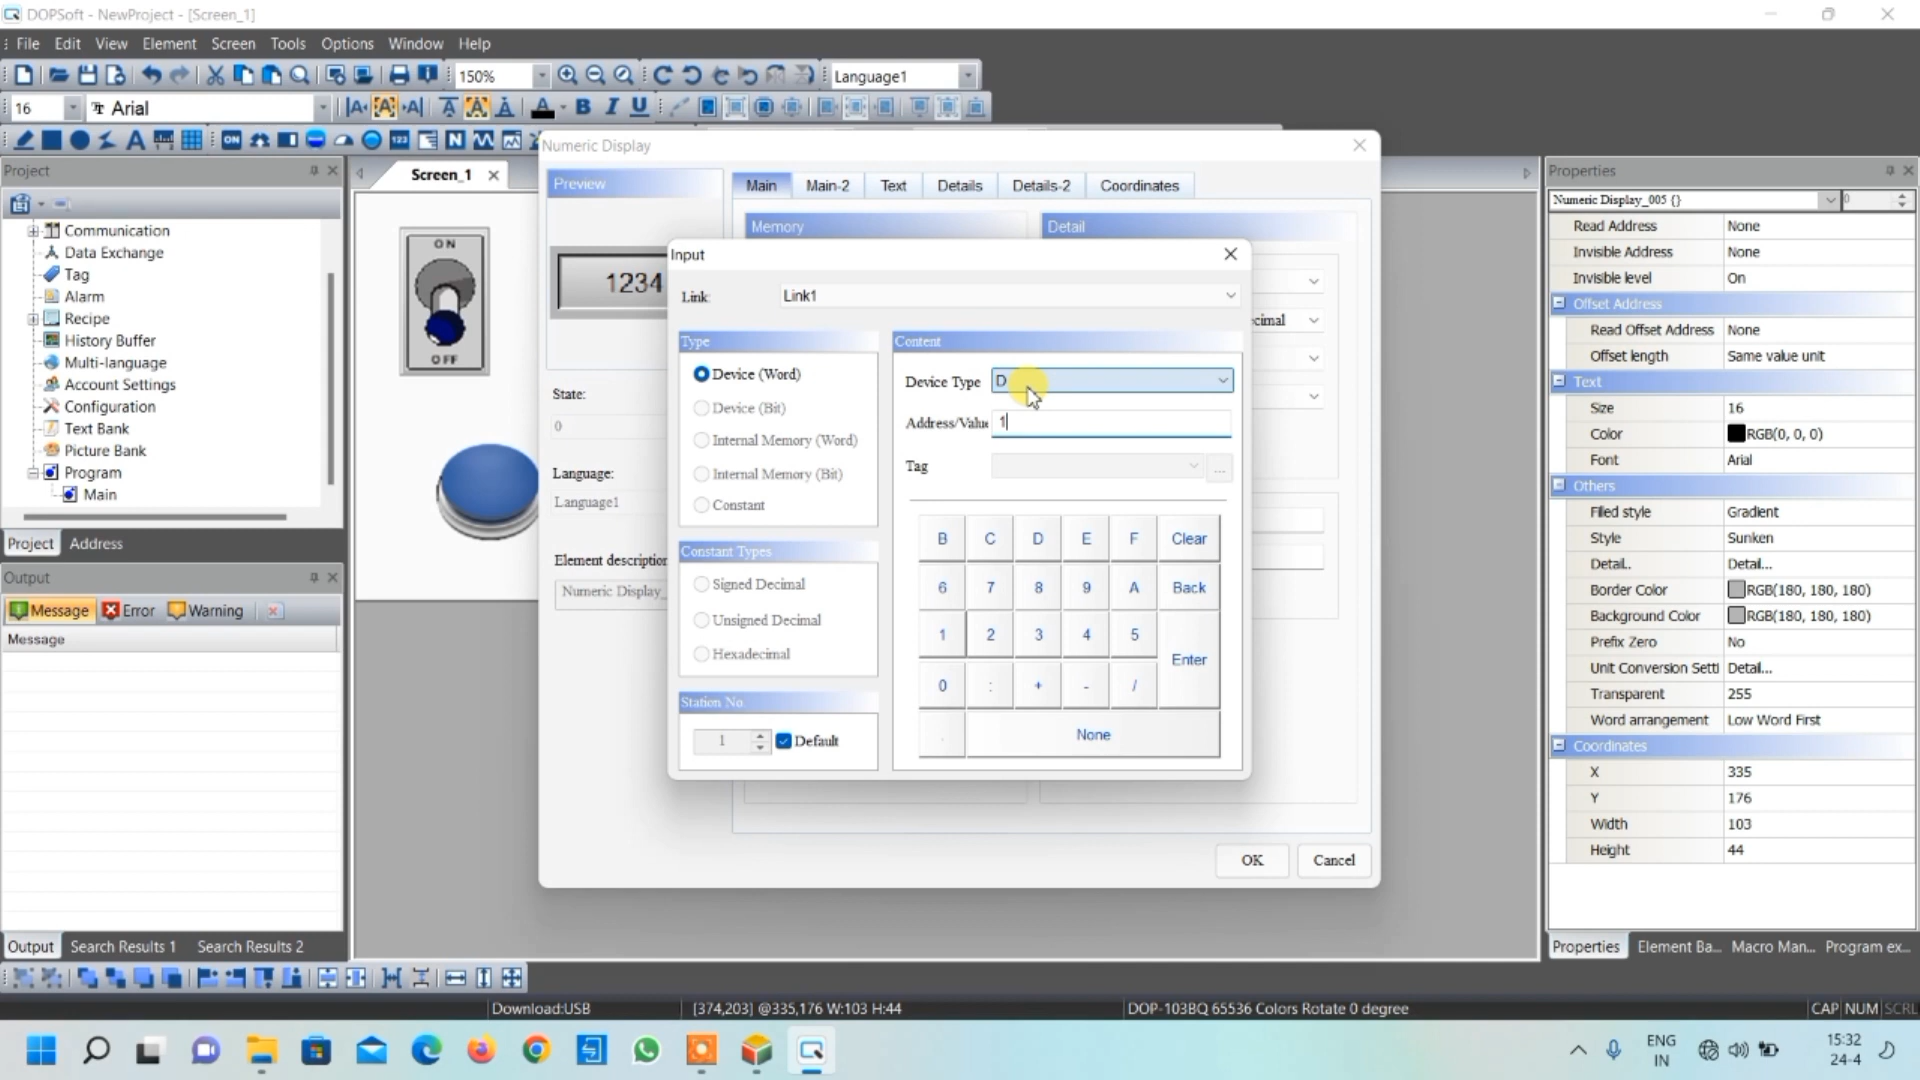 DOPSoft - NewProject - [Screen_1]
File Edit View Element Screen Tools Options Window Help
150% Language1
16 Arial
Project
Communication
Data Exchange
Tag
Alarm
Recipe
History Buffer
Multi-language
Account Settings
Configuration
Text Bank
Picture Bank
Program
Main
Project Address
Output
Message Error Warning
Message
Output Search Results 1 Search Results 2
Screen_1
ON
OFF
Numeric Display
Preview
1234
State:
0
Language:
Language1
Element description
Numeric Display_
Main Main-2 Text Details Details-2 Coordinates
Memory Detail
cimal
Input
Link: Link1
Type
Device (Word)
Device (Bit)
Internal Memory (Word)
Internal Memory (Bit)
Constant
Constant Types
Signed Decimal
Unsigned Decimal
Hexadecimal
Station No.
1 Default
Content
Device Type D
Address/Value 1
Tag ...
B C D E F Clear
6 7 8 9 A Back
1 2 3 4 5 Enter
0 : + - /
. None
OK Cancel
Properties
Numeric Display_005 {} 0
Read Address None
Invisible Address None
Invisible level On
Offset Address
Read Offset Address None
Offset length Same value unit
Text
Size 16
Color RGB(0, 0, 0)
Font Arial
Others
Filled style Gradient
Style Sunken
Detail.. Detail...
Border Color RGB(180, 180, 180)
Background Color RGB(180, 180, 180)
Prefix Zero No
Unit Conversion Setti Detail...
Transparent 255
Word arrangement Low Word First
Coordinates
X 335
Y 176
Width 103
Height 44
Properties Element Ba... Macro Man... Program ex...
Download:USB [374,203] @335,176 W:103 H:44 DOP-103BQ 65536 Colors Rotate 0 degree CAP NUM SCRL
ENG
IN
15:32
24-4